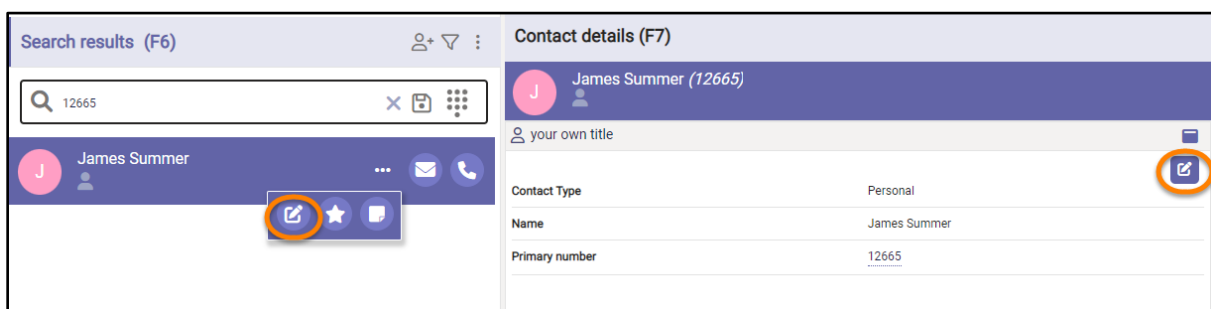 Search results (F6)
12665
J
James Summer
Contact details (F7)
J
James Summer (12665)
your own title
Contact Type Personal
Name James Summer
Primary number 12665